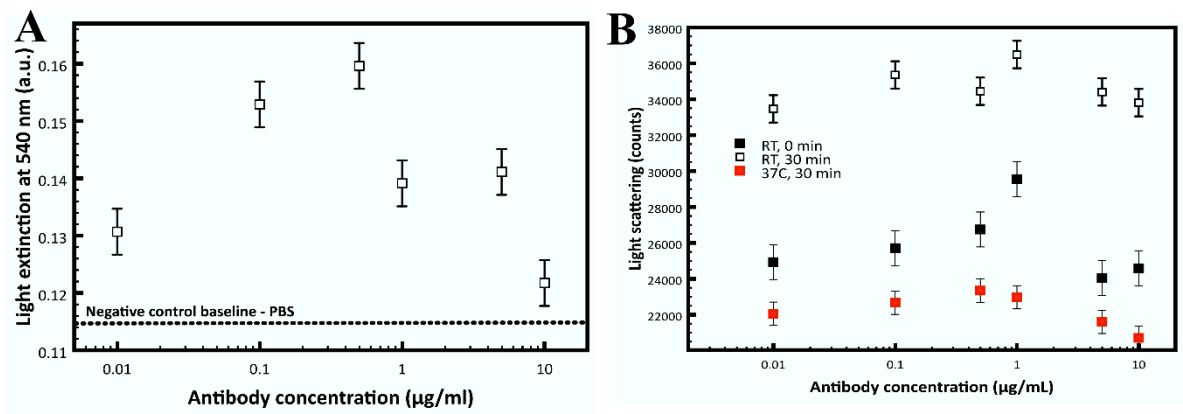 A
Light extinction at 540 nm (a.u.)
0.16
0.15
0.14
0.13
0.12
0.11
Negative control baseline - PBS
0.01
0.1
1
10
Antibody concentration (μg/ml)
B
Light scattering (counts)
38000
36000
34000
32000
30000
28000
26000
24000
22000
RT, 0 min
RT, 30 min
37C, 30 min
0.01
0.1
1
10
Antibody concentration (μg/mL)